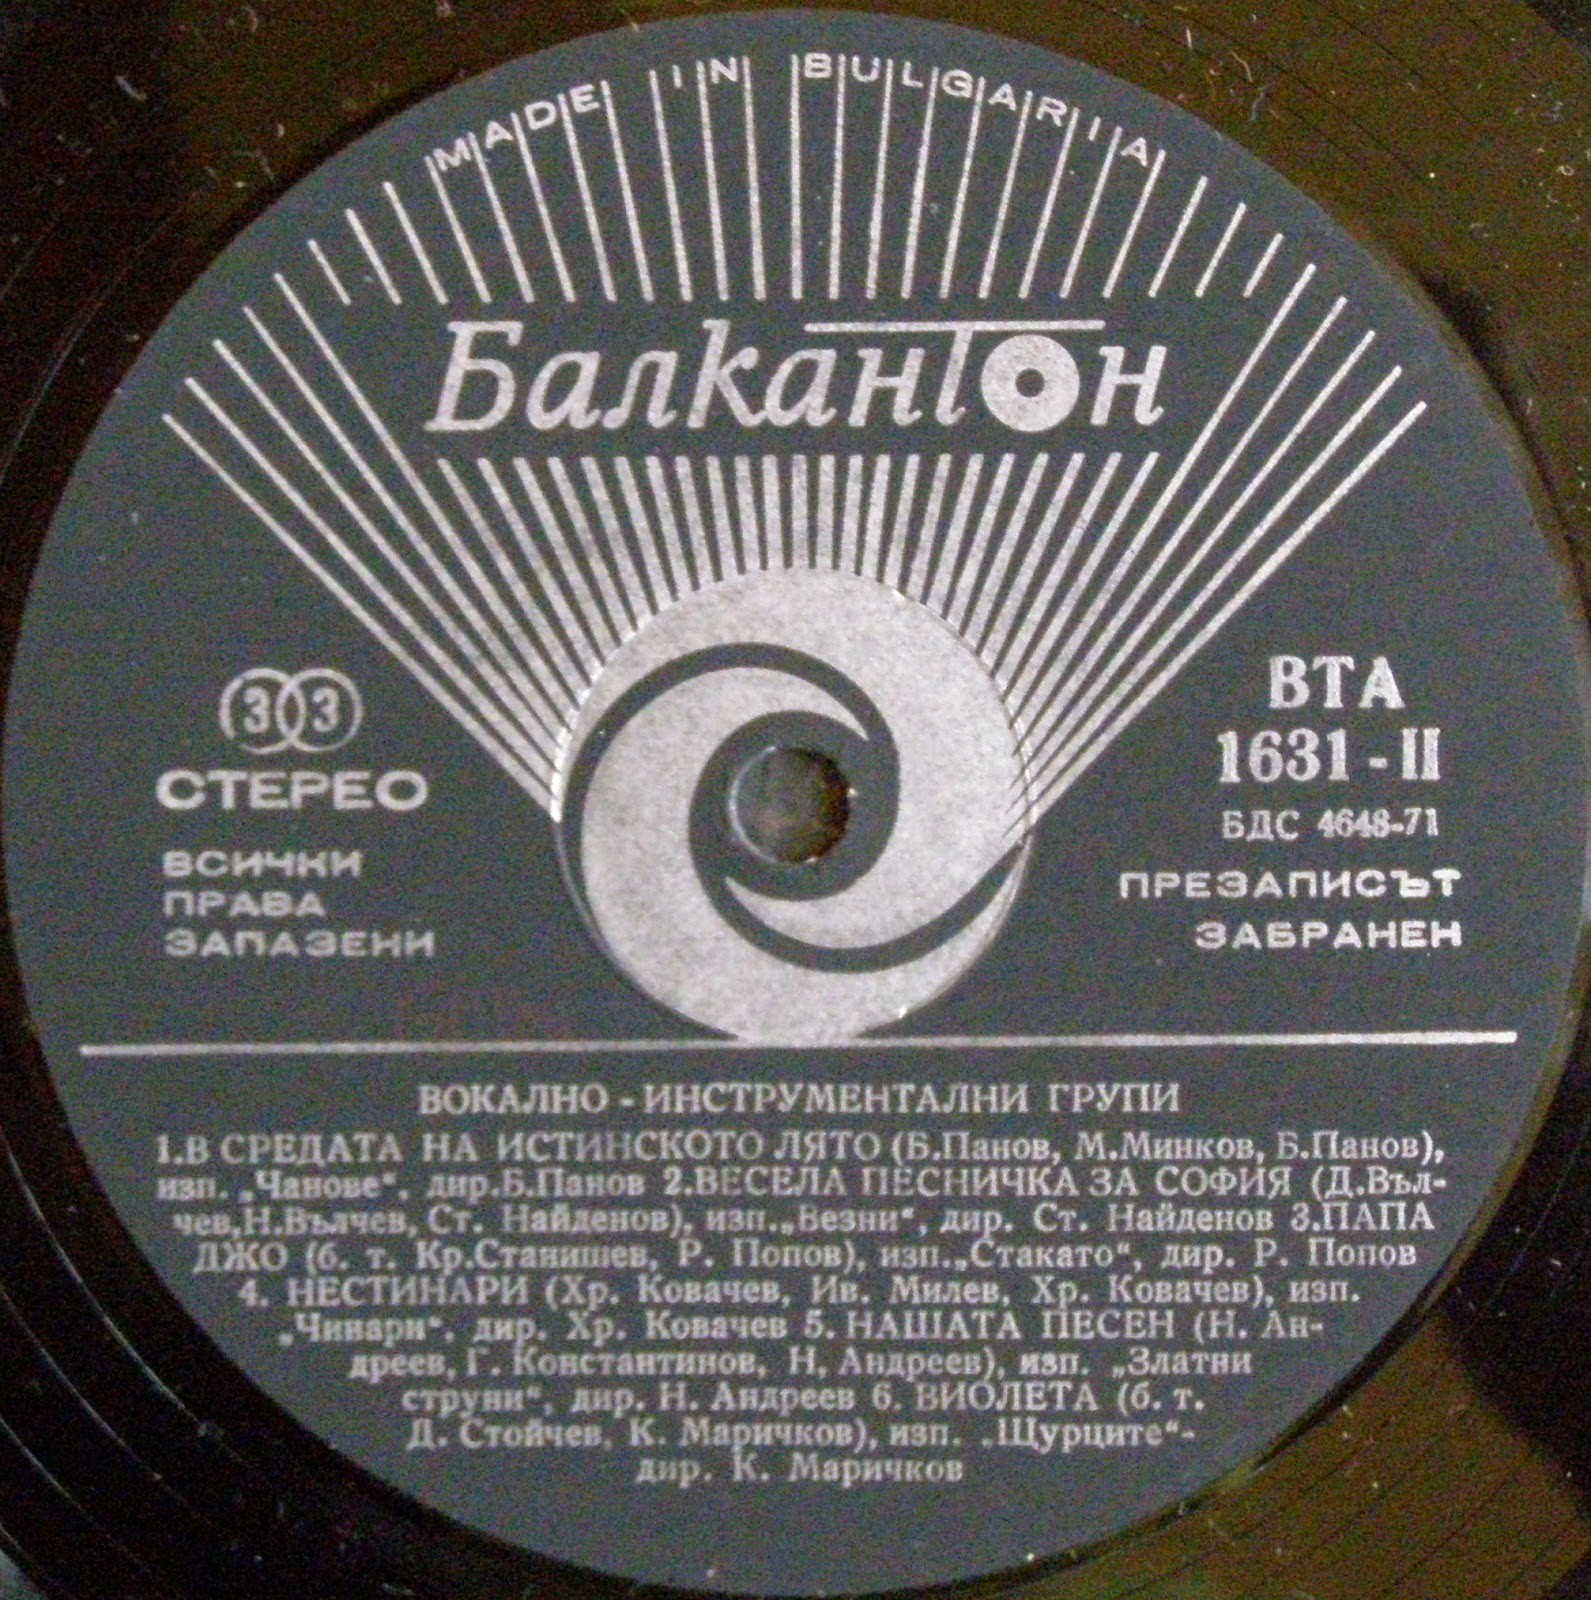 MADE IN BULGARIA
Балкантон
33
СТЕРЕО
ВСИЧКИ
ПРАВА
ЗАПАЗЕНИ
ВТА
1631 - II
БДС 4648-71
ПРЕЗАПИСЪТ
ЗАБРАНЕН
ВОКАЛНО - ИНСТРУМЕНТАЛНИ ГРУПИ
1.В СРЕДАТА НА ИСТИНСКОТО ЛЯТО (Б.Панов, М.Минков, Б.Панов),
изп. „Чанове“. дир.Б.Панов 2.ВЕСЕЛА ПЕСНИЧКА ЗА СОФИЯ (Д.Въл-
чев,Н.Вълчев, Ст. Найденов), изп.„Везни“, дир. Ст. Найденов 3.ПАПА
ДЖО (б. т. Кр.Станишев, Р. Попов), изп.„Стакато“, дир. Р. Попов
4. НЕСТИНАРИ (Хр. Ковачев, Ив. Милев, Хр. Ковачев), изп.
„Чинари“. дир. Хр. Ковачев 5. НАШАТА ПЕСЕН (Н. Ан-
дреев, Г. Константинов, Н, Андреев), изп. „Златни
струни“, дир. Н. Андреев 6. ВИОЛЕТА (б. т.
Д. Стойчев, К. Маричков), изп. „Щурците“-
дир. К. Маричков